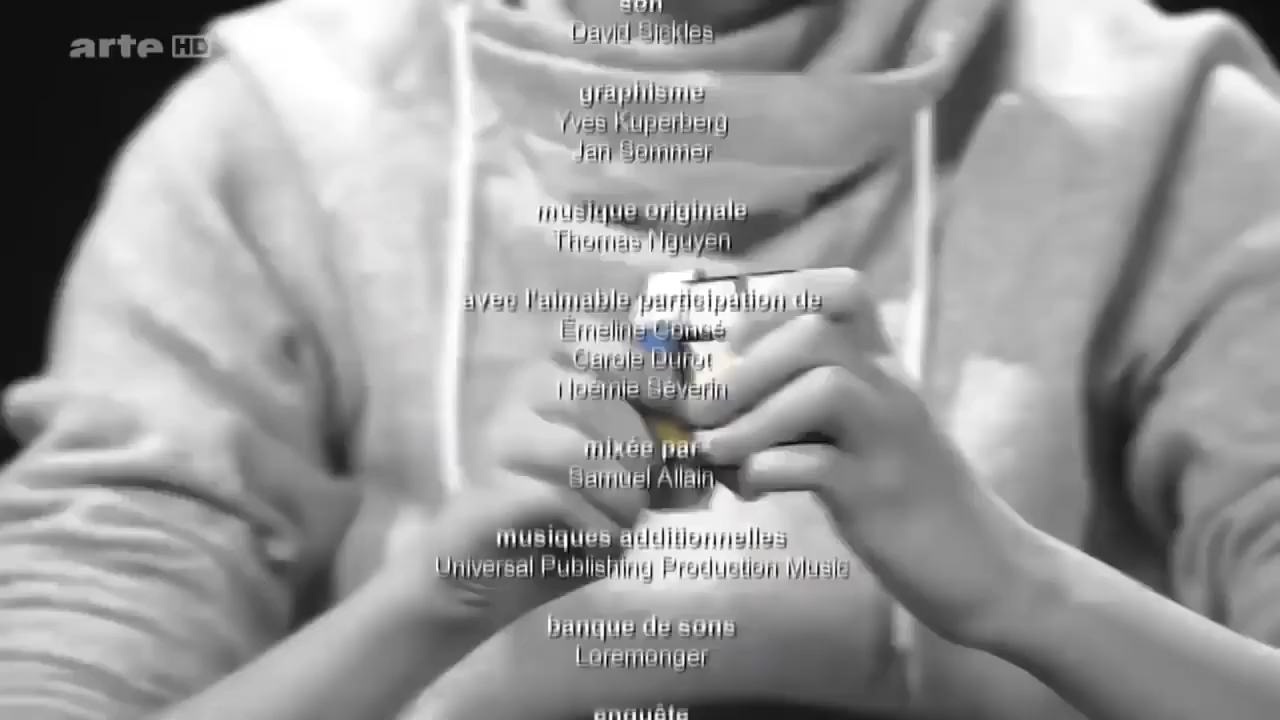 arte HD
son
David Sickles
graphisme
Yves Kuperberg
Jan Sommer
musique originale
Thomas Nguyen
avec l'aimable participation de
Émeline Consé
Carole Durot
Noémie Séverin
mixée par
Samuel Allain
musiques additionnelles
Universal Publishing Production Music
banque de sons
Loremonger
enquête